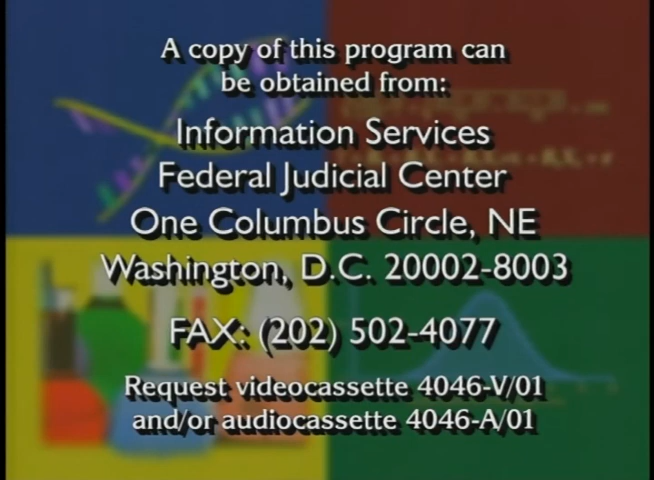 A copy of this program can
be obtained from:
Information Services
Federal Judicial Center
One Columbus Circle, NE
Washington, D.C. 20002-8003
FAX: (202) 502-4077
Request videocassette 4046-V/01
and/or audiocassette 4046-A/01